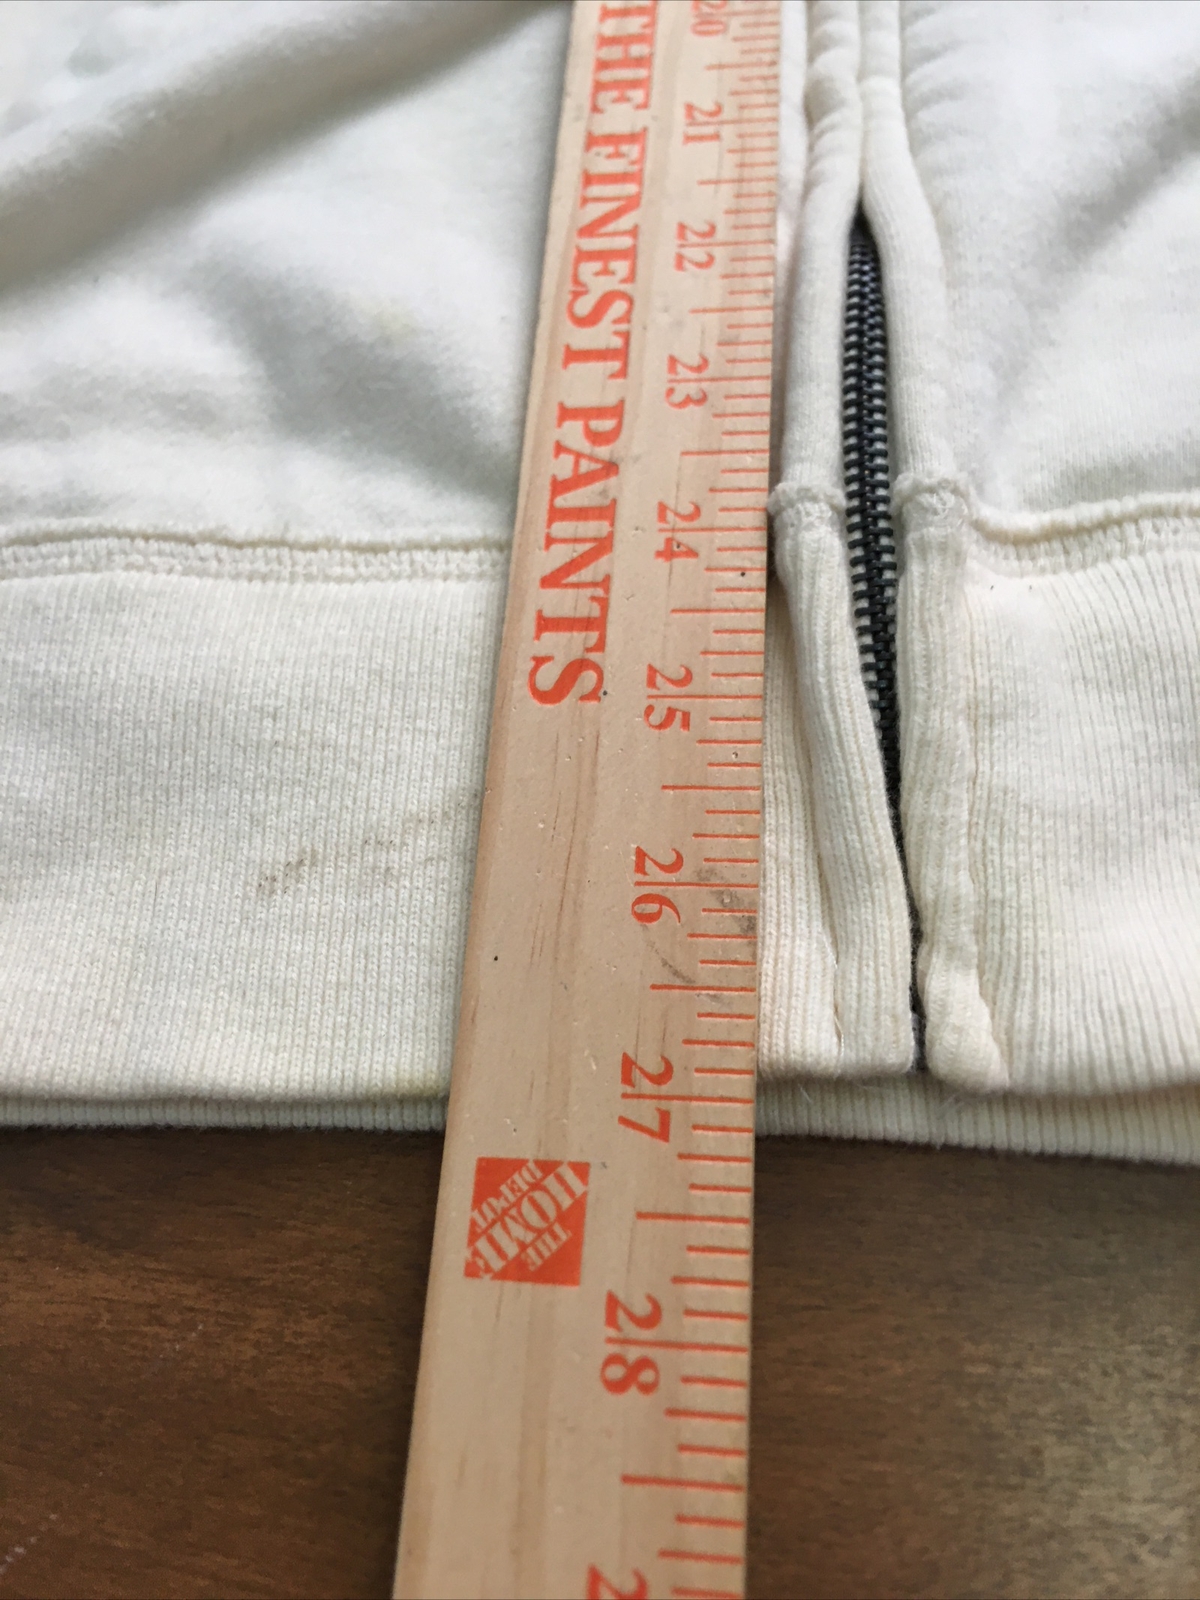 THE FINEST PAINTS
20
21
22
23
24
25
26
27
28
THE
HOME
DEPOT